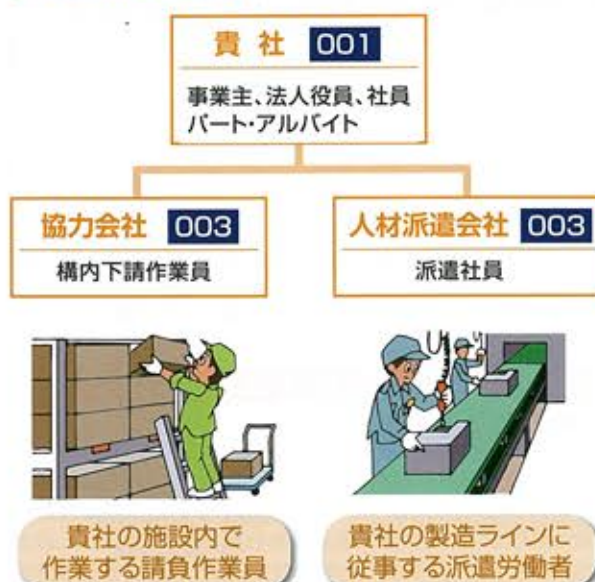 貴社 001
事業主、法人役員、社員
パート・アルバイト
協力会社 003
構内下請作業員
人材派遣会社 003
派遣社員
貴社の施設内で
作業する請負作業員
貴社の製造ラインに
従事する派遣労働者